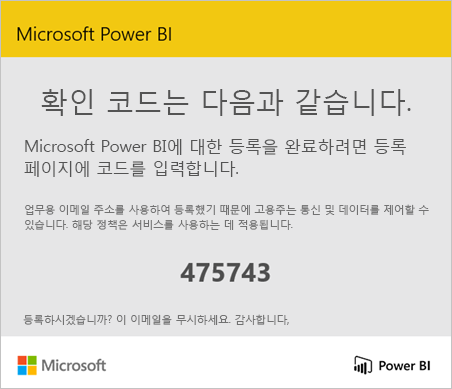 Microsoft Power BI
확인 코드는 다음과 같습니다.
Microsoft Power BI에 대한 등록을 완료하려면 등록
페이지에 코드를 입력합니다.
업무용 이메일 주소를 사용하여 등록했기 때문에 고용주는 통신 및 데이터를 제어할 수
있습니다. 해당 정책은 서비스를 사용하는 데 적용됩니다.
475743
등록하시겠습니까? 이 이메일을 무시하세요. 감사합니다,
Microsoft
Power BI